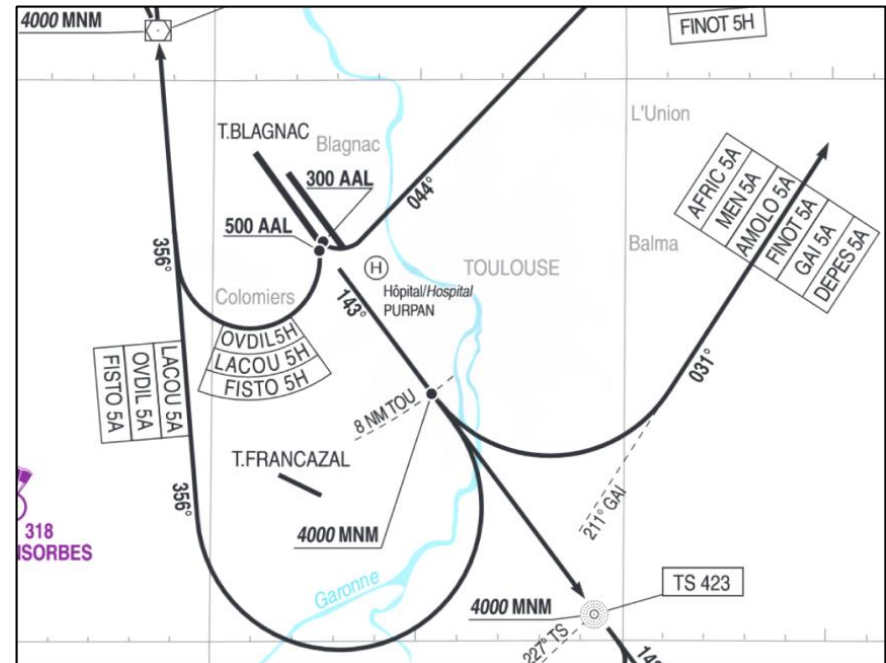 4000 MNM
FINOT 5H
L'Union
T.BLAGNAC
Blagnac
300 AAL
044°
500 AAL
AFRIC 5A
MEN 5A
AMOLO 5A
FINOT 5A
GAI 5A
DEPES 5A
Balma
356°
Colomiers
H
Hôpital/Hospital
PURPAN
TOULOUSE
143°
OVDIL5H
LACOU 5H
FISTO 5H
LACOU 5A
OVDIL 5A
FISTO 5A
031°
8 NM TOU
T.FRANCAZAL
356°
318
ISORBES
4000 MNM
211° GAI
Garonne
4000 MNM
TS 423
227° TS